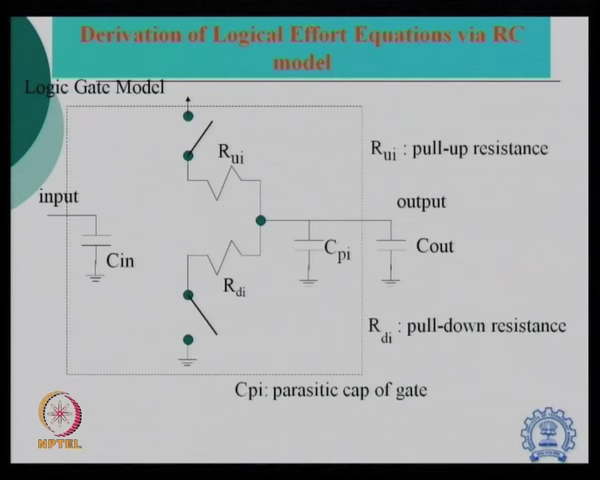 Derivation of Logical Effort Equations via RC
model
Logic Gate Model
Rui
Rui : pull-up resistance
input
output
Cin
Cpi
Cout
Rdi
Rdi : pull-down resistance
Cpi: parasitic cap of gate
NPTEL